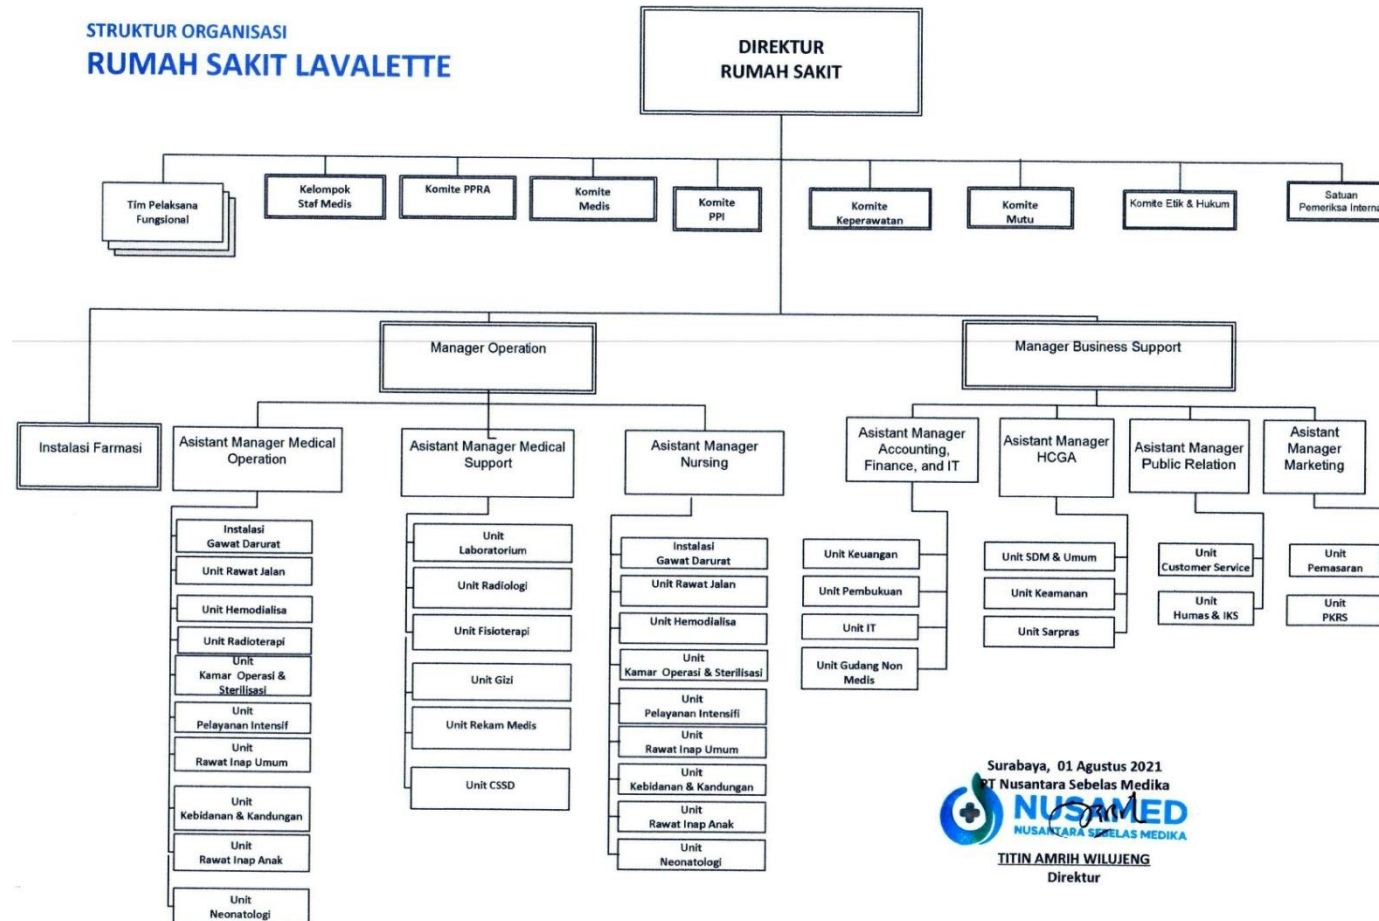 STRUKTUR ORGANISASI
RUMAH SAKIT LAVALETTE
DIREKTUR
RUMAH SAKIT
Tim Pelaksana
Fungsional
Kelompok
Staf Medis
Komite PPRA
Komite
Medis
Komite
PPI
Komite
Keperawatan
Komite
Mutu
Komite Etik & Hukum
Satuan
Pemeriksa Interna
Manager Operation
Manager Business Support
Instalasi Farmasi
Asistant Manager Medical
Operation
Asistant Manager Medical
Support
Asistant Manager
Nursing
Asistant Manager
Accounting,
Finance, and IT
Asistant Manager
HCGA
Asistant Manager
Public Relation
Asistant
Manager
Marketing
Instalasi
Gawat Darurat
Unit Rawat Jalan
Unit Hemodialisa
Unit Radioterapi
Unit
Kamar Operasi &
Sterilisasi
Unit
Pelayanan Intensif
Unit
Rawat Inap Umum
Unit
Kebidanan & Kandungan
Unit
Rawat Inap Anak
Unit
Neonatologi
Unit
Laboratorium
Unit Radiologi
Unit Fisioterapi
Unit Gizi
Unit Rekam Medis
Unit CSSD
Instalasi
Gawat Darurat
Unit Rawat Jalan
Unit Hemodialisa
Unit
Kamar Operasi & Sterilisasi
Unit
Pelayanan Intensifi
Unit
Rawat Inap Umum
Unit
Kebidanan & Kandungan
Unit
Rawat Inap Anak
Unit
Neonatologi
Unit Keuangan
Unit Pembukuan
Unit IT
Unit Gudang Non
Medis
Unit SDM & Umum
Unit Keamanan
Unit Sarpras
Unit
Customer Service
Unit
Humas & IKS
Unit
Pemasaran
Unit
PKRS
Surabaya, 01 Agustus 2021
PT Nusantara Sebelas Medika
NUSAMED
NUSANTARA SEBELAS MEDIKA
TITIN AMRIH WILUJENG
Direktur